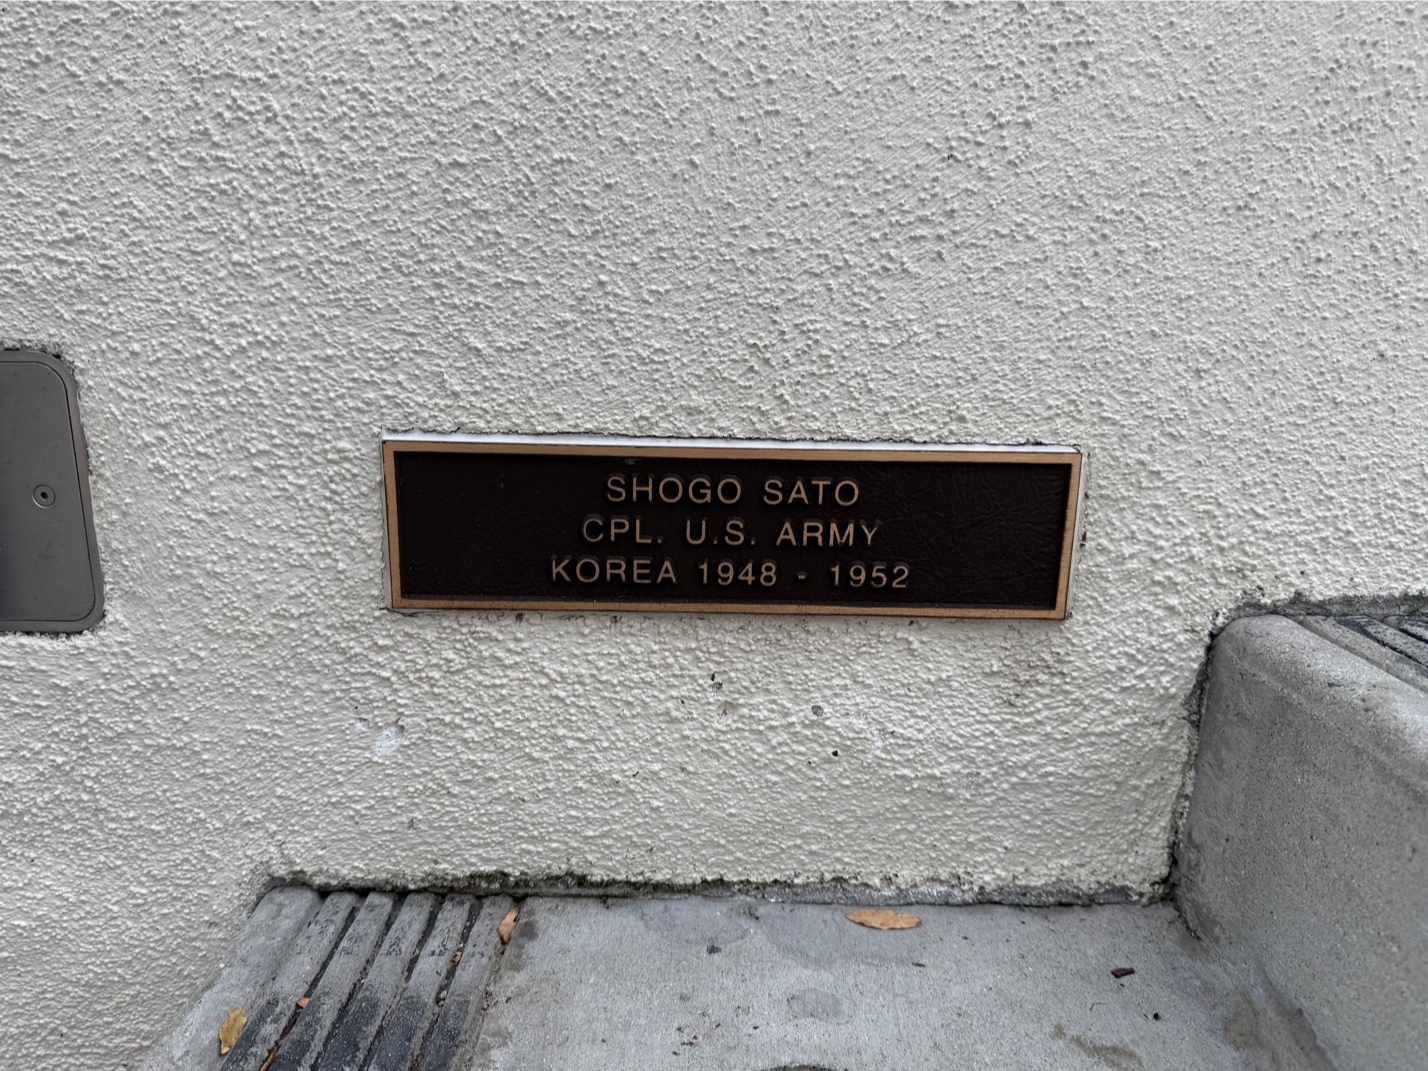 SHOGO SATO
CPL. U.S. ARMY
KOREA 1948 - 1952